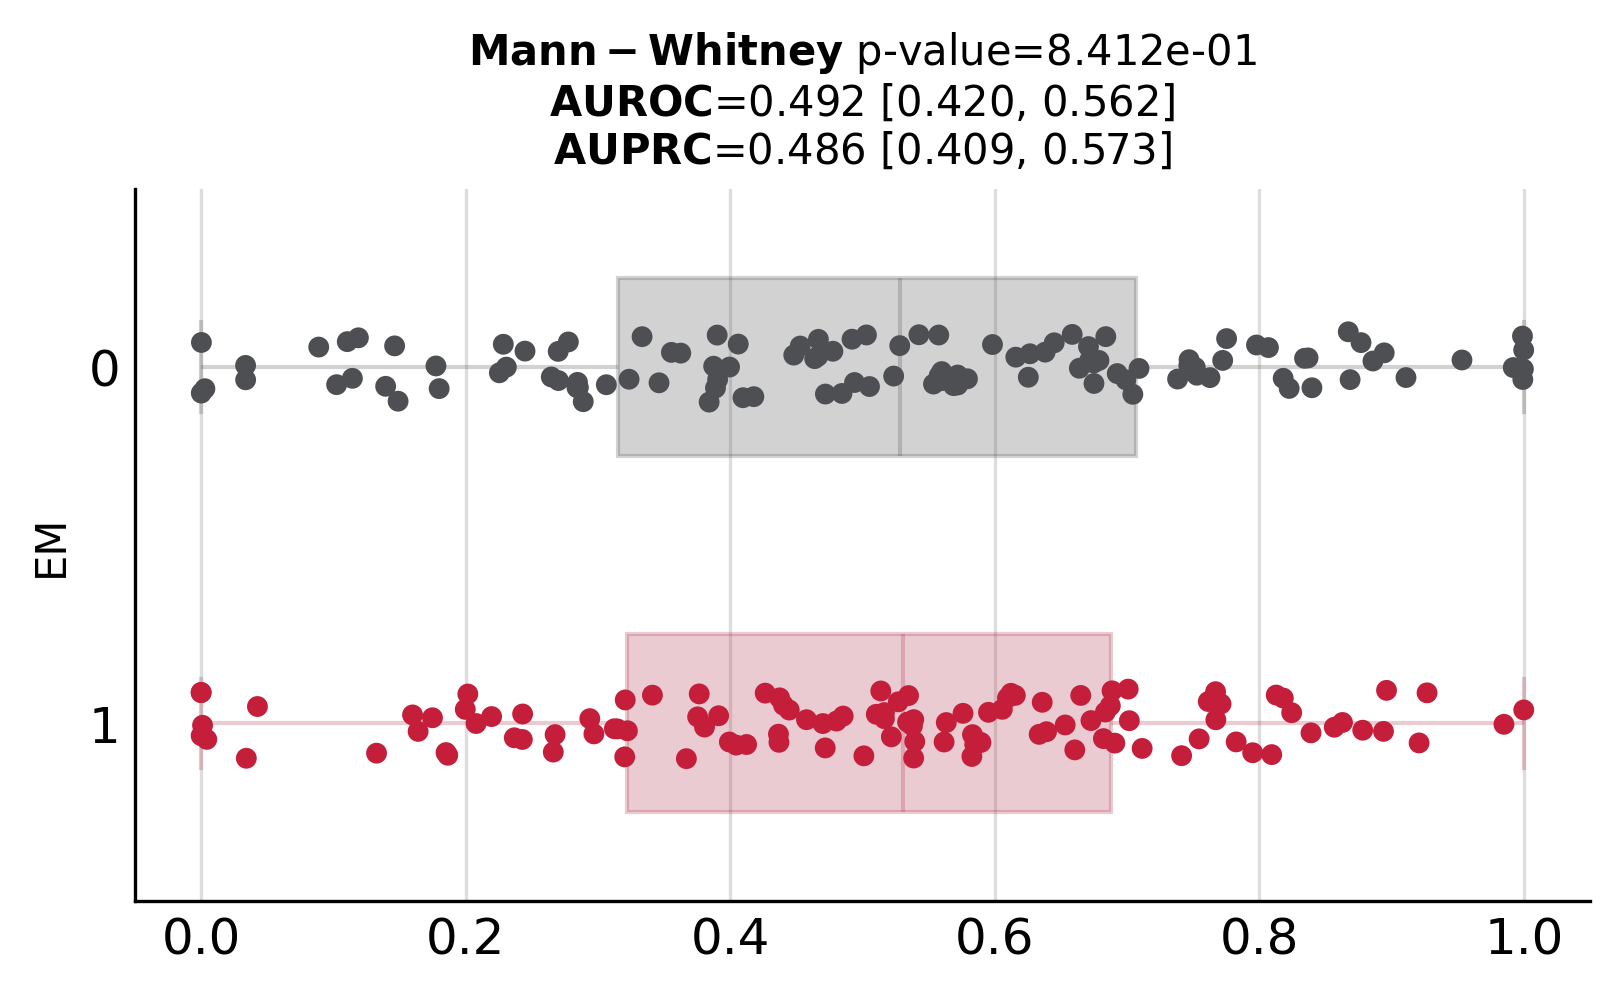 Mann − Whitney p-value=8.412e-01
AUROC=0.492 [0.420, 0.562]
AUPRC=0.486 [0.409, 0.573]
0
EM
1
0.0 0.2 0.4 0.6 0.8 1.0